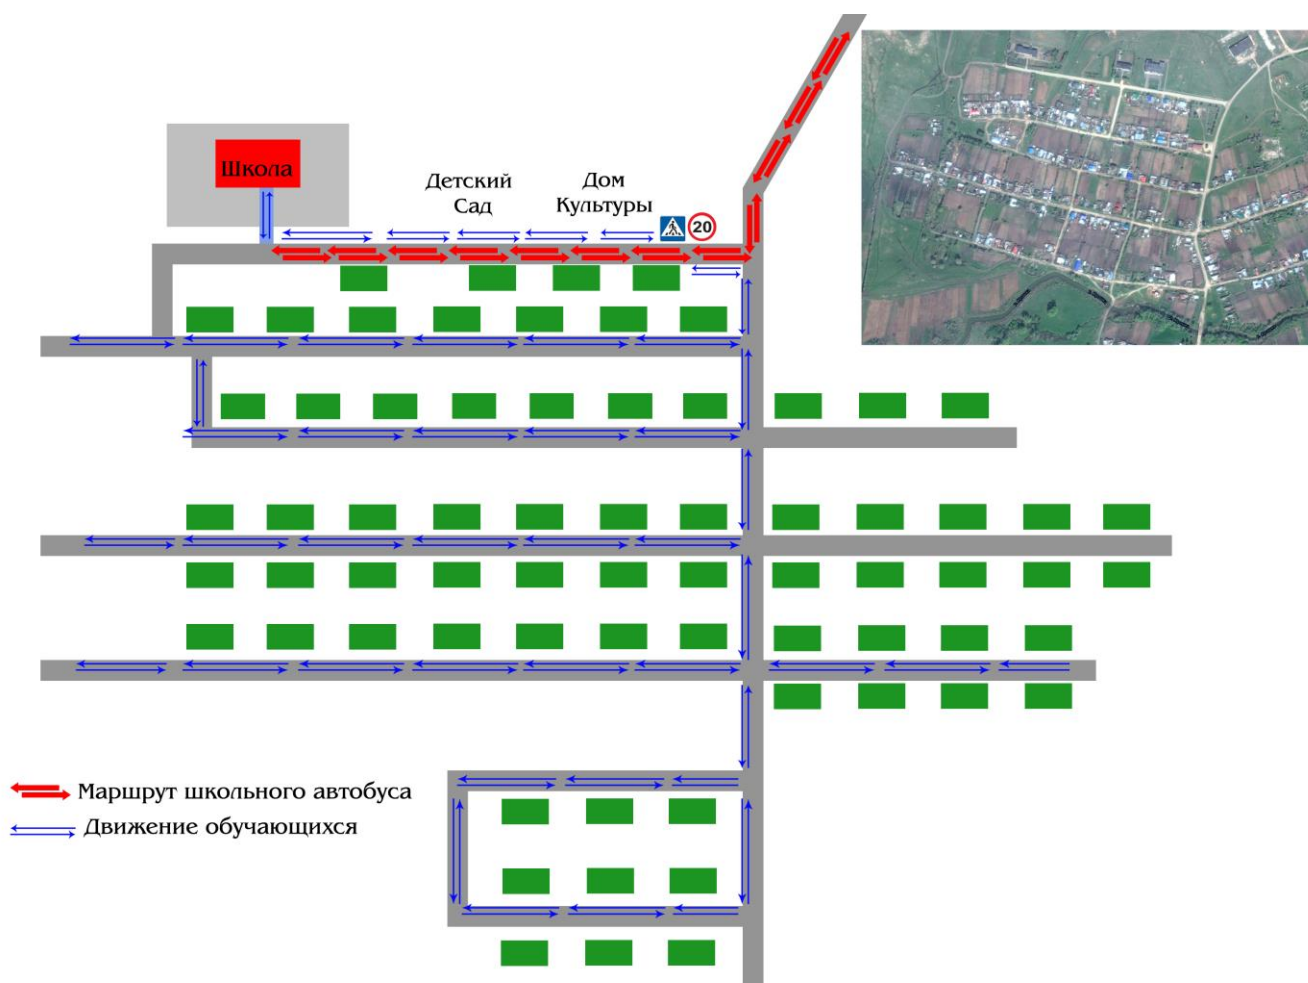 Школа
Детский
Сад
Дом
Культуры
20
Маршрут школьного автобуса
Движение обучающихся